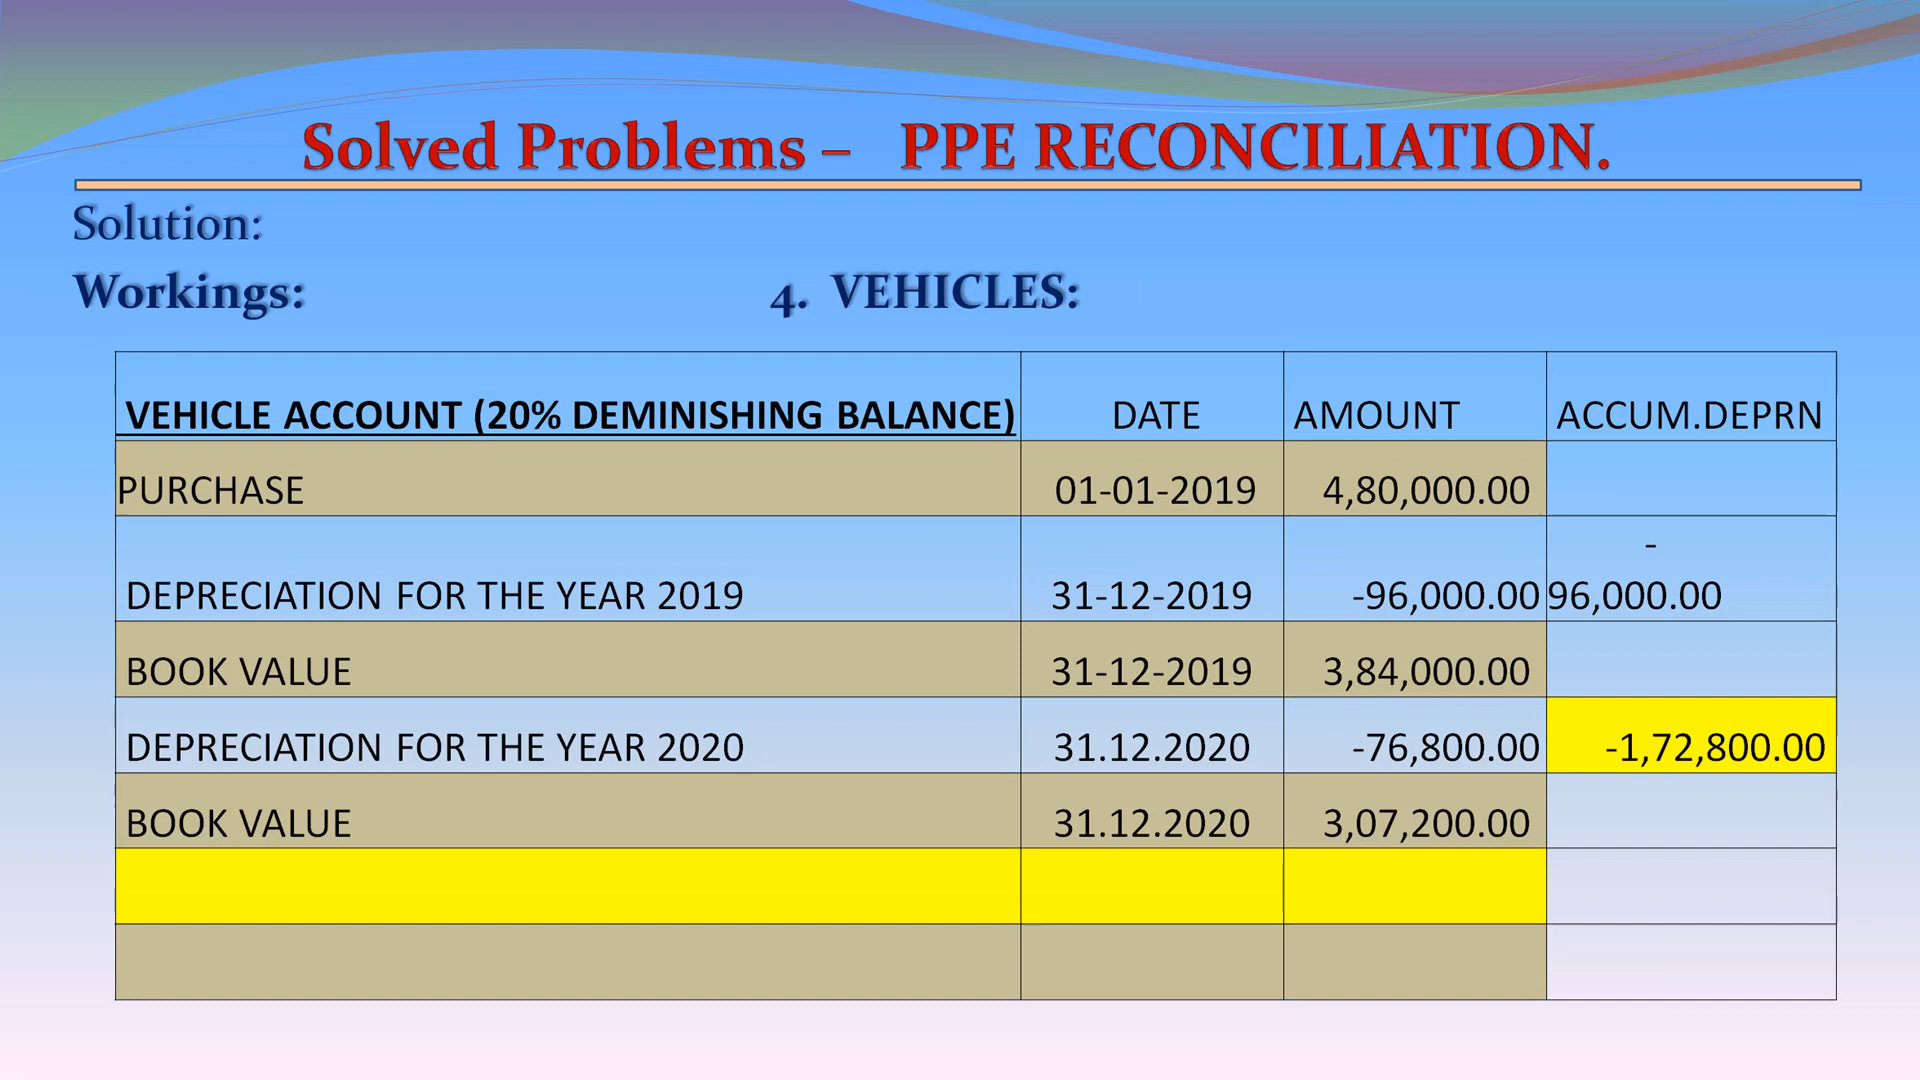 Solved Problems – PPE RECONCILIATION.
Solution:
Workings: 4. VEHICLES:
VEHICLE ACCOUNT (20% DEMINISHING BALANCE) DATE AMOUNT ACCUM.DEPRN
PURCHASE 01-01-2019 4,80,000.00
DEPRECIATION FOR THE YEAR 2019 31-12-2019 -96,000.00 -
96,000.00
BOOK VALUE 31-12-2019 3,84,000.00
DEPRECIATION FOR THE YEAR 2020 31.12.2020 -76,800.00 -1,72,800.00
BOOK VALUE 31.12.2020 3,07,200.00